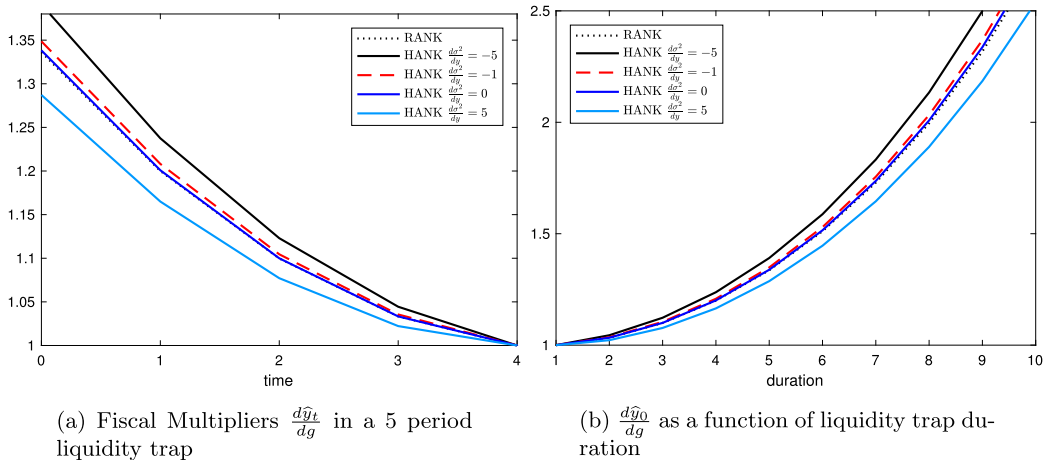 1.35
1.3
1.25
1.2
1.15
1.1
1.05
1
0 1 2 3 4
time
RANK
HANK dσ²/dy = −5
HANK dσ²/dy = −1
HANK dσ²/dy = 0
HANK dσ²/dy = 5
2.5
2
1.5
1
1 2 3 4 5 6 7 8 9 10
duration
RANK
HANK dσ²/dy = −5
HANK dσ²/dy = −1
HANK dσ²/dy = 0
HANK dσ²/dy = 5
(a) Fiscal Multipliers dŷₜ/dg in a 5 period
liquidity trap
(b) dŷ₀/dg as a function of liquidity trap du-
ration